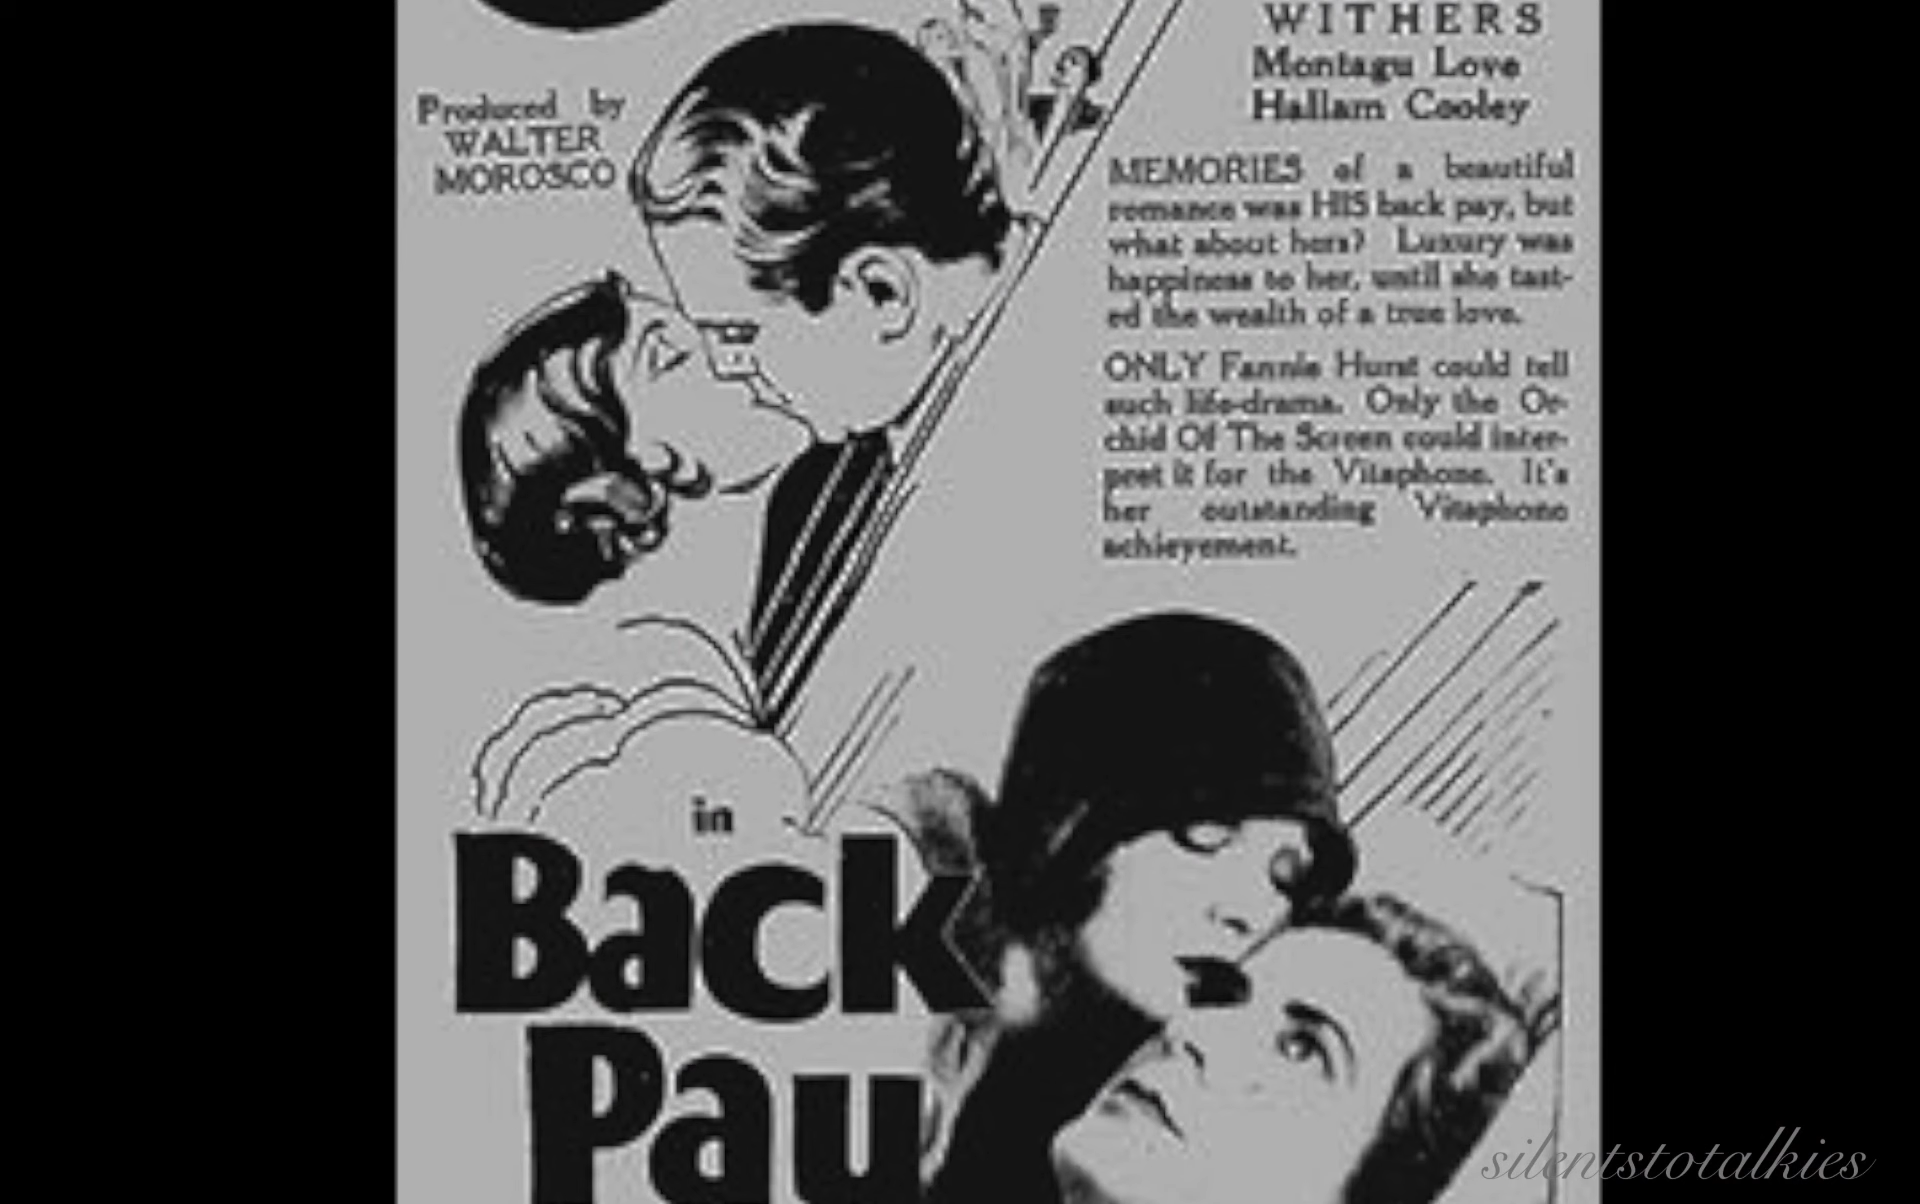 WITHERS
Montagu Love
Hallam Cooley
Produced by
WALTER
MOROSCO
MEMORIES of a beautiful
romance was HIS back pay, but
what about hers? Luxury was
happiness to her, until she tast-
ed the wealth of a true love.
ONLY Fannie Hurst could tell
such life-drama. Only the Or-
chid Of The Screen could inter-
pret it for the Vitaphone. It's
her outstanding Vitaphone
achievement.
in
Back
Pay
silentstotalkies